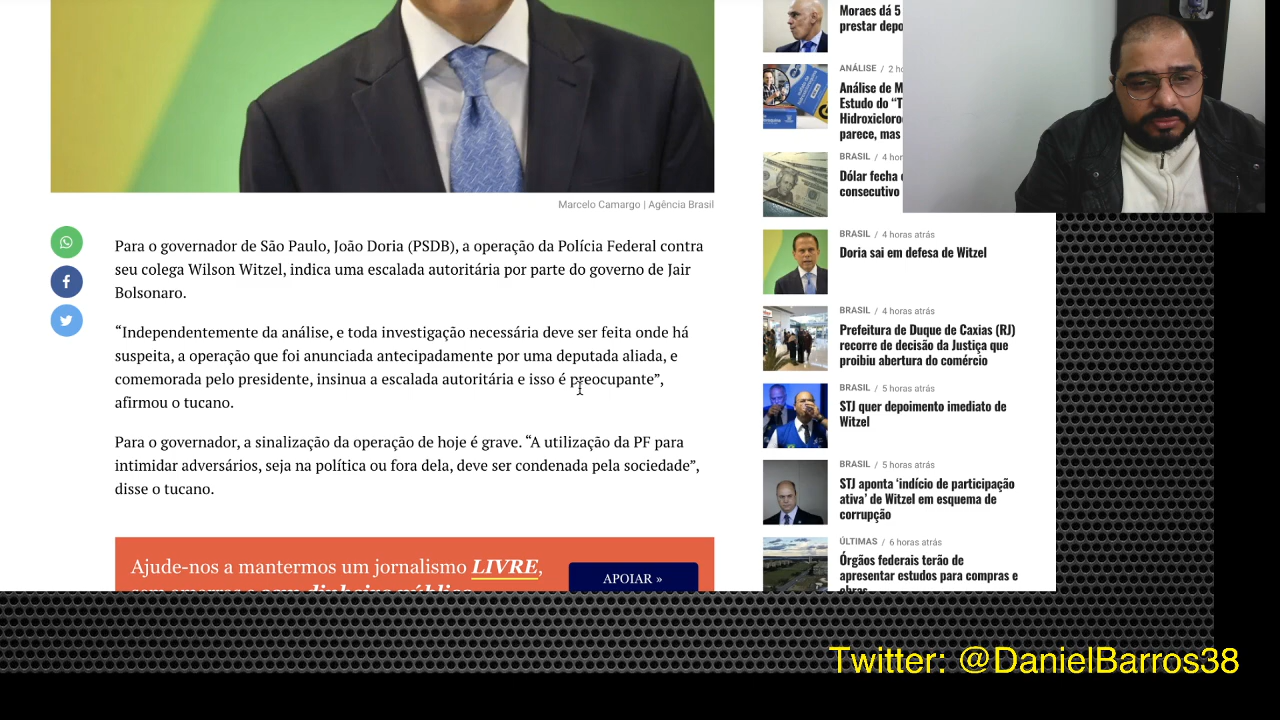 Marcelo Camargo | Agência Brasil
Para o governador de São Paulo, João Doria (PSDB), a operação da Polícia Federal contra
seu colega Wilson Witzel, indica uma escalada autoritária por parte do governo de Jair
Bolsonaro.
“Independentemente da análise, e toda investigação necessária deve ser feita onde há
suspeita, a operação que foi anunciada antecipadamente por uma deputada aliada, e
comemorada pelo presidente, insinua a escalada autoritária e isso é preocupante”,
afirmou o tucano.
Para o governador, a sinalização da operação de hoje é grave. “A utilização da PF para
intimidar adversários, seja na política ou fora dela, deve ser condenada pela sociedade”,
disse o tucano.
Ajude-nos a mantermos um jornalismo LIVRE,
APOIAR »
Moraes dá 5
prestar depo
ANÁLISE / 2 ho
Análise de M
Estudo do “T
Hidroxicloro
parece, mas
BRASIL / 4 hor
Dólar fecha
consecutivo
BRASIL / 4 horas atrás
Doria sai em defesa de Witzel
BRASIL / 4 horas atrás
Prefeitura de Duque de Caxias (RJ)
recorre de decisão da Justiça que
proibiu abertura do comércio
BRASIL / 5 horas atrás
STJ quer depoimento imediato de
Witzel
BRASIL / 5 horas atrás
STJ aponta ‘indício de participação
ativa’ de Witzel em esquema de
corrupção
ÚLTIMAS / 6 horas atrás
Órgãos federais terão de
apresentar estudos para compras e
obras
Twitter: @DanielBarros38